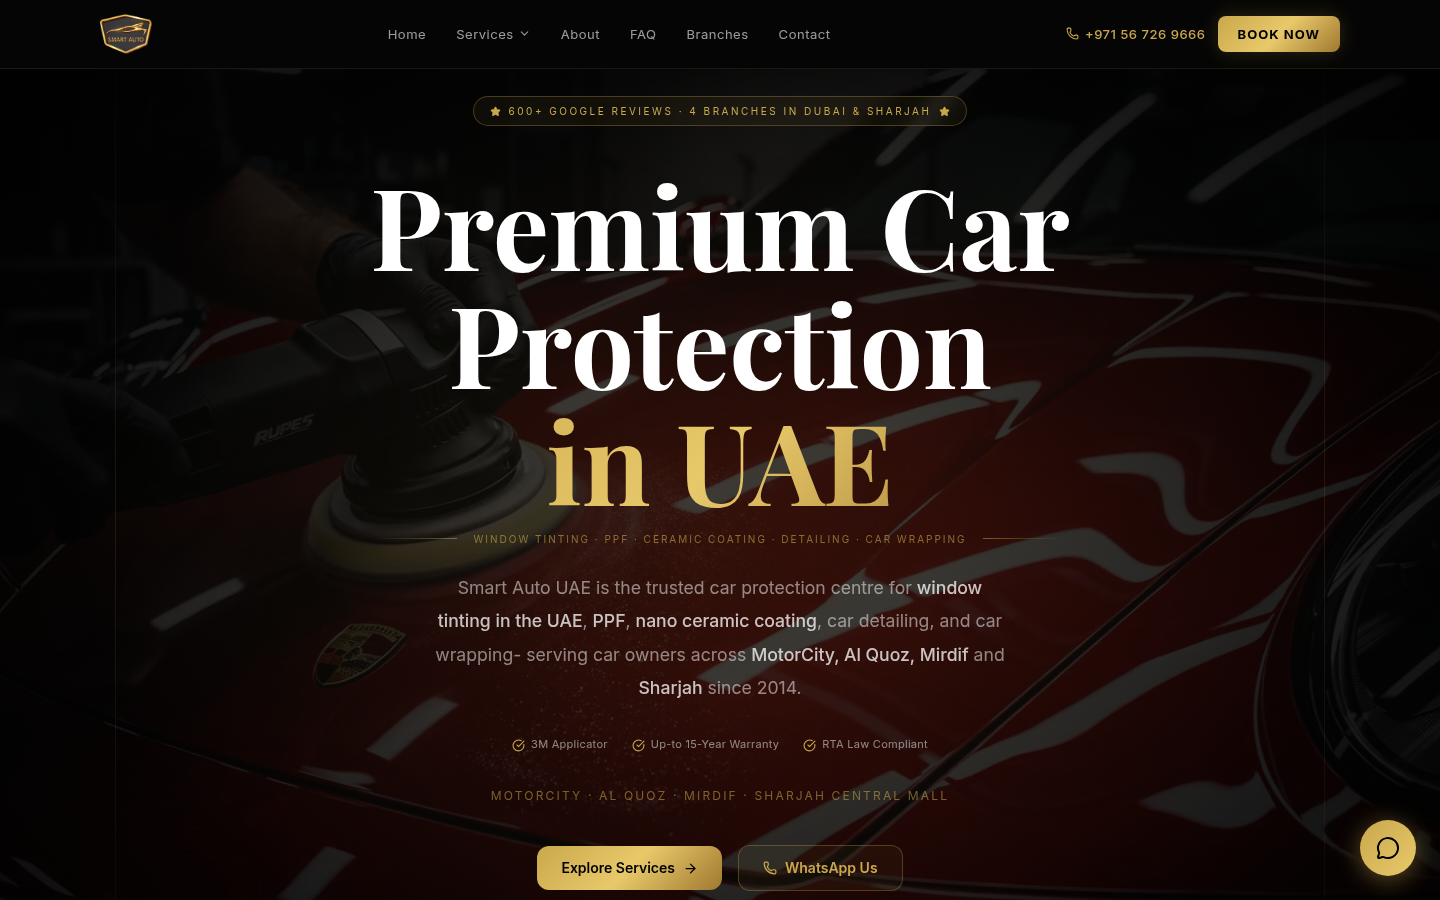 SMART AUTO
Home
Services
About
FAQ
Branches
Contact
+971 56 726 9666
BOOK NOW
600+ GOOGLE REVIEWS · 4 BRANCHES IN DUBAI & SHARJAH
Premium Car
Protection
in UAE
RUPES
WINDOW TINTING · PPF · CERAMIC COATING · DETAILING · CAR WRAPPING
Smart Auto UAE is the trusted car protection centre for window
tinting in the UAE, PPF, nano ceramic coating, car detailing, and car
wrapping- serving car owners across MotorCity, Al Quoz, Mirdif and
Sharjah since 2014.
3M Applicator
Up-to 15-Year Warranty
RTA Law Compliant
MOTORCITY · AL QUOZ · MIRDIF · SHARJAH CENTRAL MALL
Explore Services
WhatsApp Us